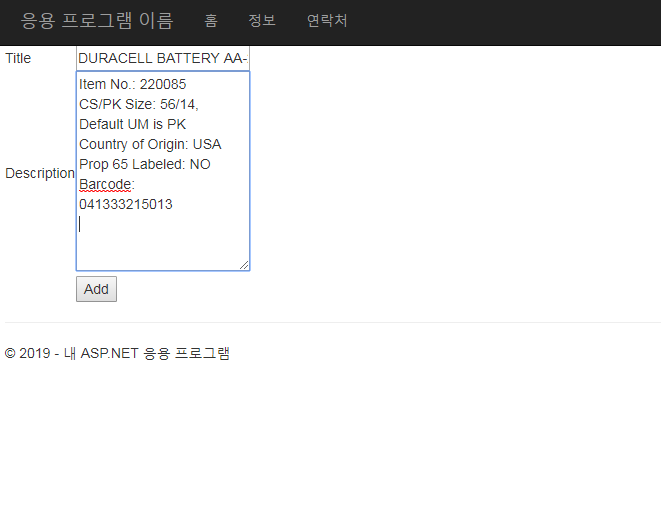 응용 프로그램 이름 홈 정보 연락처
Title DURACELL BATTERY AA-
Item No.: 220085
CS/PK Size: 56/14,
Default UM is PK
Country of Origin: USA
Prop 65 Labeled: NO
Description
Barcode:
041333215013
Add
© 2019 - 내 ASP.NET 응용 프로그램